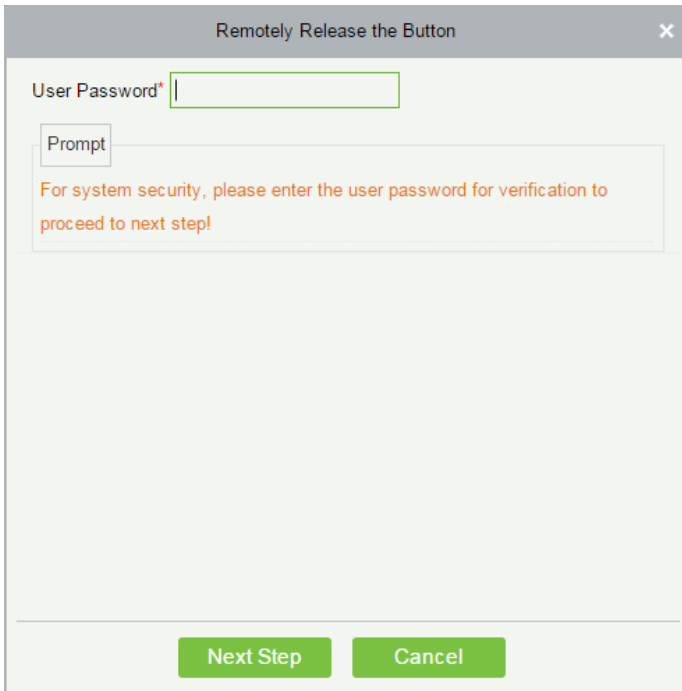 Remotely Release the Button
User Password*
Prompt
For system security, please enter the user password for verification to
proceed to next step!
Next Step
Cancel